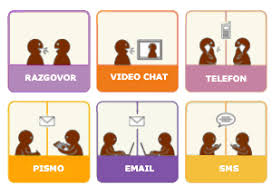 RAZGOVOR
VIDEO CHAT
TELEFON
PISMO
EMAIL
SMS